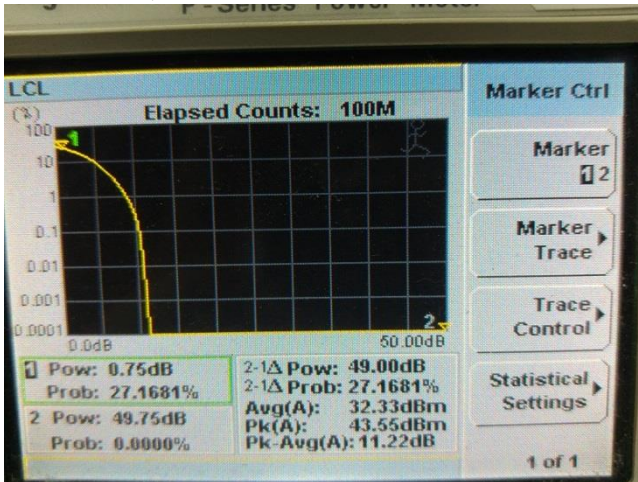 P-Series Power Meter
LCL
Marker Ctrl
(%)
Elapsed Counts: 100M
100
1
10
1
0.1
0.01
0.001
0.0001
2
0.0dB
50.00dB
Marker
1 2
Marker
Trace
Trace
Control
Statistical
Settings
1 of 1
1 Pow: 0.75dB
Prob: 27.1681%
2 Pow: 49.75dB
Prob: 0.0000%
2-1Δ Pow: 49.00dB
2-1Δ Prob: 27.1681%
Avg(A): 32.33dBm
Pk(A): 43.55dBm
Pk-Avg(A): 11.22dB